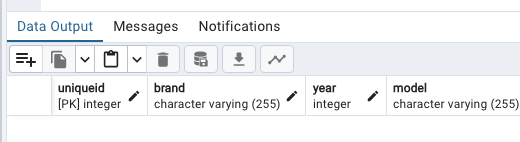 Data Output Messages Notifications
uniqueid brand year model
[PK] integer character varying (255) integer character varying (255)